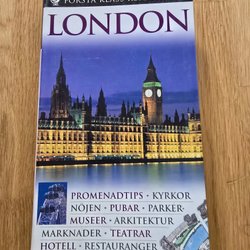 FÖRSTA KLASS
LONDON
PROMENADTIPS · KYRKOR
NÖJEN · PUBAR · PARKER
MUSEER · ARKITEKTUR
MARKNADER · TEATRAR
HOTELL · RESTAURANGER